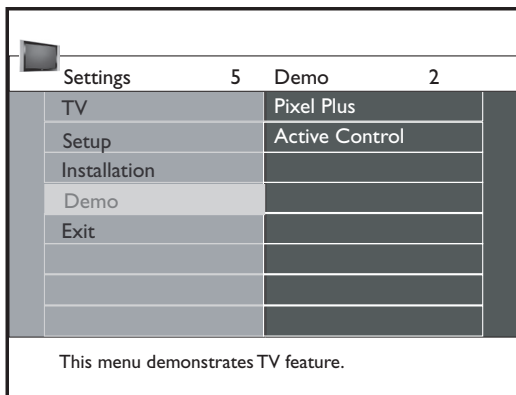 Settings 5 Demo 2
TV Pixel Plus
Setup Active Control
Installation
Demo
Exit
This menu demonstrates TV feature.